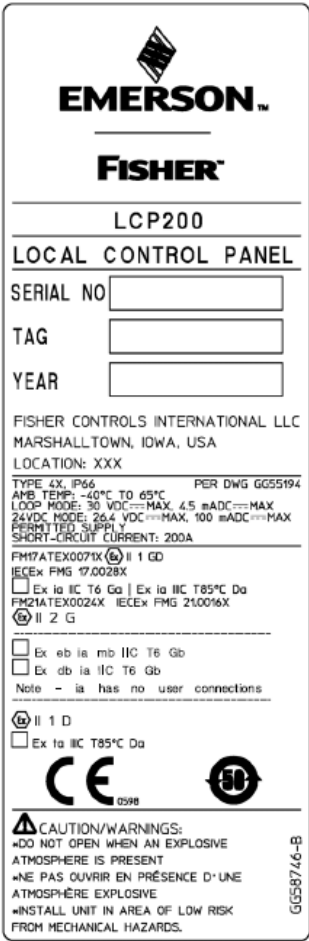 EMERSON™
FISHER™
LCP200
LOCAL CONTROL PANEL
SERIAL NO
TAG
YEAR
FISHER CONTROLS INTERNATIONAL LLC
MARSHALLTOWN, IOWA, USA
LOCATION: XXX
TYPE 4X, IP66 PER DWG GG55194
AMB TEMP: -40°C TO 65°C
LOOP MODE: 30 VDC⎓MAX, 4.5 mADC⎓MAX
24VDC MODE: 26.4 VDC⎓MAX, 100 mADC⎓MAX
PERMITTED SUPPLY
SHORT-CIRCUIT CURRENT: 200A
FM17ATEX0071X Ex II 1 GD
IECEx FMG 17.0028X
Ex ia IIC T6 Ga | Ex ia IIIC T85°C Da
FM21ATEX0024X IECEx FMG 21.0016X
Ex II 2 G
Ex eb ia mb IIC T6 Gb
Ex db ia IIC T6 Gb
Note - ia has no user connections
Ex II 1 D
Ex ta IIIC T85°C Da
CE 0598
50
CAUTION/WARNINGS:
*DO NOT OPEN WHEN AN EXPLOSIVE
ATMOSPHERE IS PRESENT
*NE PAS OUVRIR EN PRÉSENCE D'UNE
ATMOSPHÈRE EXPLOSIVE
*INSTALL UNIT IN AREA OF LOW RISK
FROM MECHANICAL HAZARDS.
GG58746-B